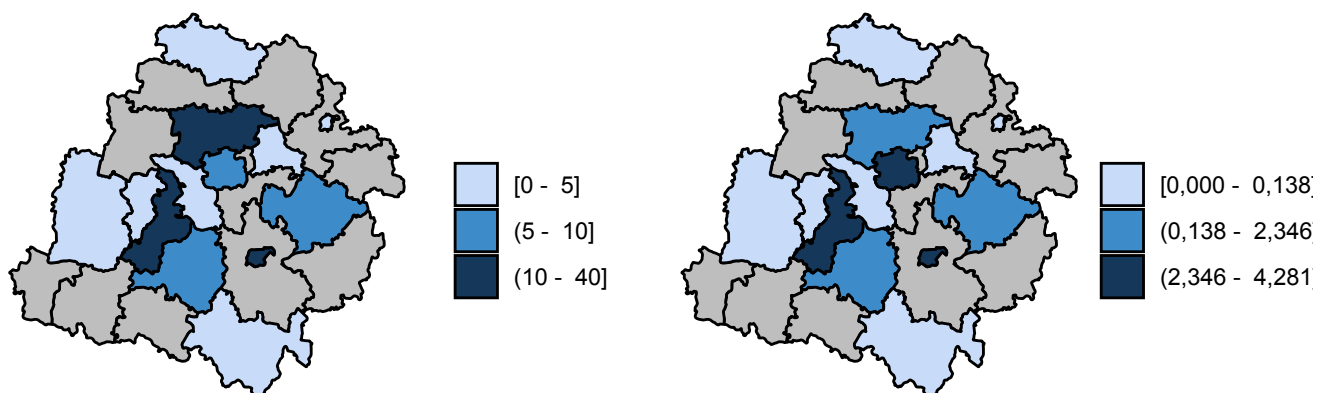 [0 - 5]
(5 - 10]
(10 - 40]
[0,000 - 0,138]
(0,138 - 2,346]
(2,346 - 4,281]